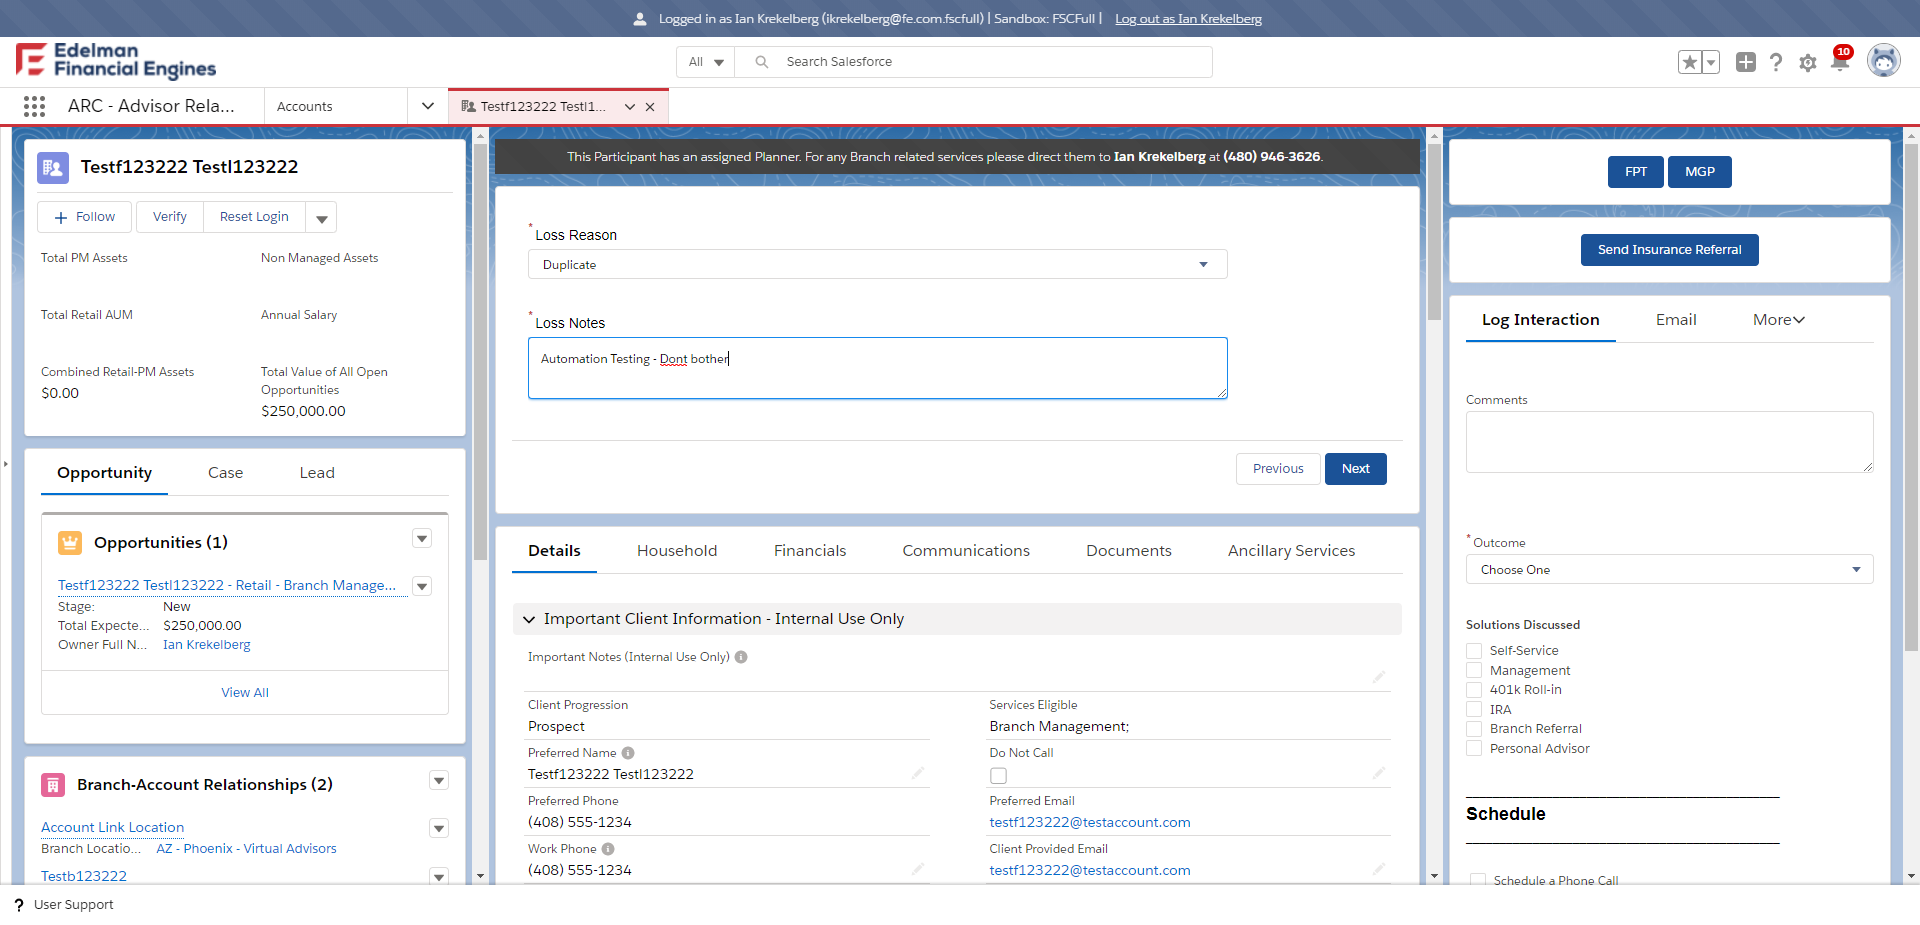 Logged in as Ian Krekelberg (ikrekelberg@fe.com.fscfull) | Sandbox: FSCFull | Log out as Ian Krekelberg
Edelman
Financial Engines
All
Search Salesforce
10
ARC - Advisor Rela...
Accounts
Testf123222 Testl1...
Testf123222 Testl123222
Follow
Verify
Reset Login
Total PM Assets
Non Managed Assets
Total Retail AUM
Annual Salary
Combined Retail-PM Assets
$0.00
Total Value of All Open
Opportunities
$250,000.00
Opportunity
Case
Lead
Opportunities (1)
Testf123222 Testl123222 - Retail - Branch Manage...
Stage: New
Total Expecte... $250,000.00
Owner Full N... Ian Krekelberg
View All
Branch-Account Relationships (2)
Account Link Location
Branch Locatio... AZ - Phoenix - Virtual Advisors
Testb123222
This Participant has an assigned Planner. For any Branch related services please direct them to Ian Krekelberg at (480) 946-3626.
* Loss Reason
Duplicate
* Loss Notes
Automation Testing - Dont bother
Previous
Next
Details
Household
Financials
Communications
Documents
Ancillary Services
Important Client Information - Internal Use Only
Important Notes (Internal Use Only)
Client Progression
Prospect
Services Eligible
Branch Management;
Preferred Name
Testf123222 Testl123222
Do Not Call
Preferred Phone
(408) 555-1234
Preferred Email
testf123222@testaccount.com
Work Phone
(408) 555-1234
Client Provided Email
testf123222@testaccount.com
FPT
MGP
Send Insurance Referral
Log Interaction
Email
More
Comments
* Outcome
Choose One
Solutions Discussed
Self-Service
Management
401k Roll-in
IRA
Branch Referral
Personal Advisor
Schedule
Schedule a Phone Call
? User Support